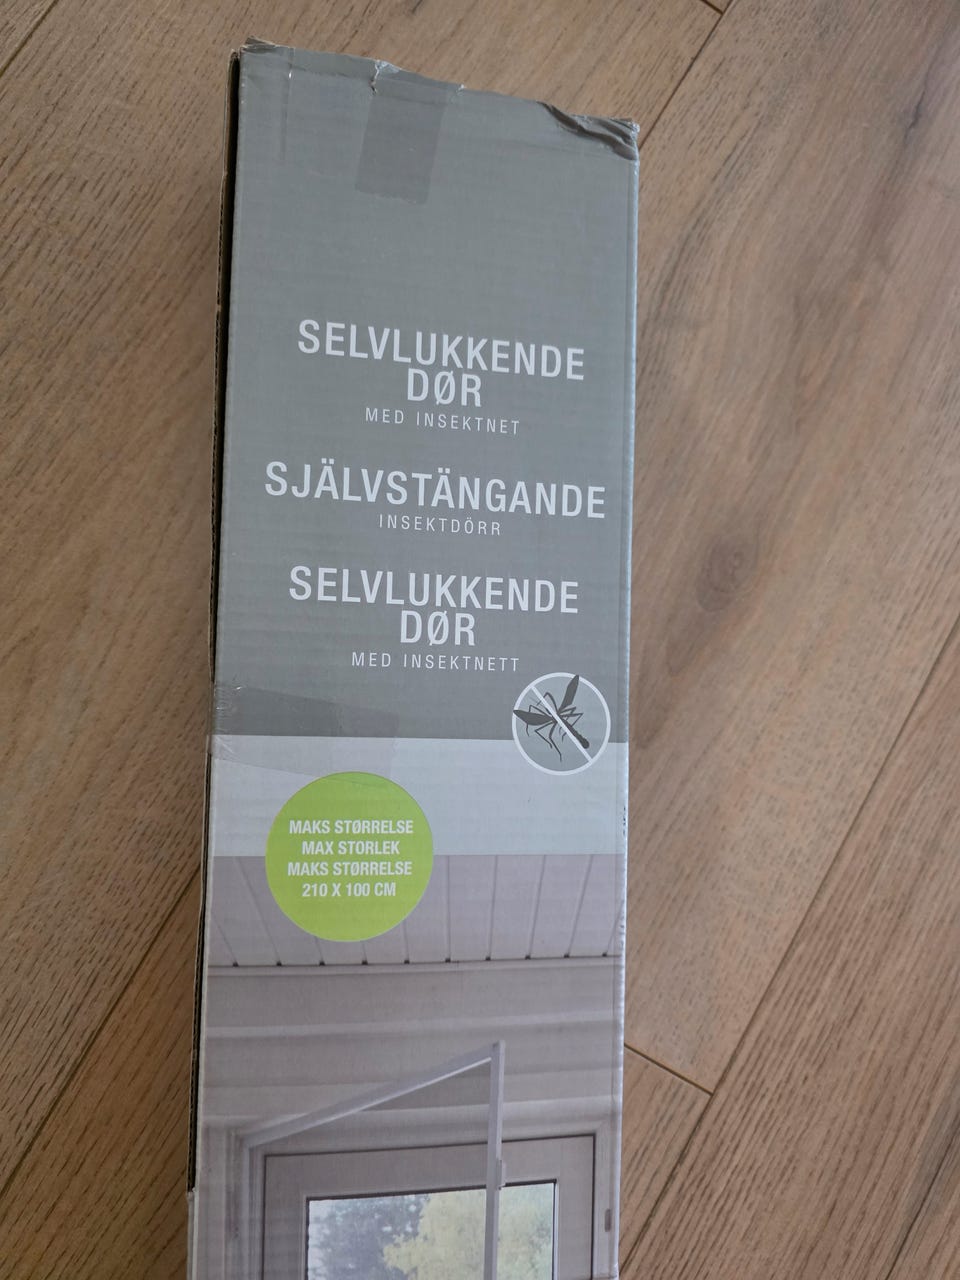 SELVLUKKENDE
DØR
MED INSEKTNET
SJÄLVSTÄNGANDE
INSEKTDÖRR
SELVLUKKENDE
DØR
MED INSEKTNETT
MAKS STØRRELSE
MAX STORLEK
MAKS STØRRELSE
210 X 100 CM